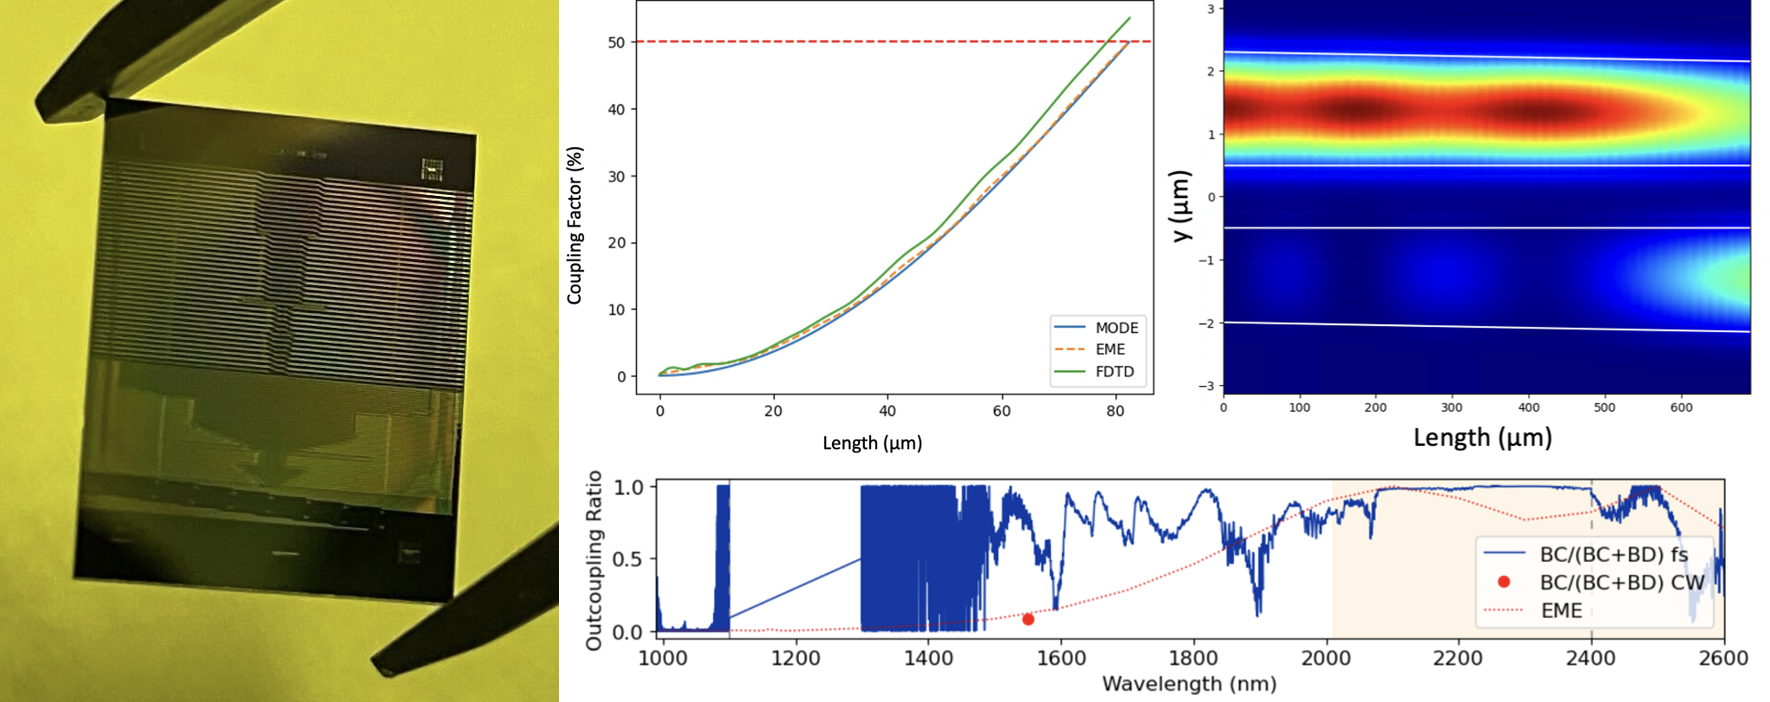 Coupling Factor (%)
50
40
30
20
10
0
MODE
EME
FDTD
0 20 40 60 80
Length (μm)
y (μm)
3
2
1
0
−1
−2
−3
0 100 200 300 400 500 600
Length (μm)
Outcoupling Ratio
1.0
0.5
0.0
BC/(BC+BD) fs
BC/(BC+BD) CW
EME
1000 1200 1400 1600 1800 2000 2200 2400 2600
Wavelength (nm)